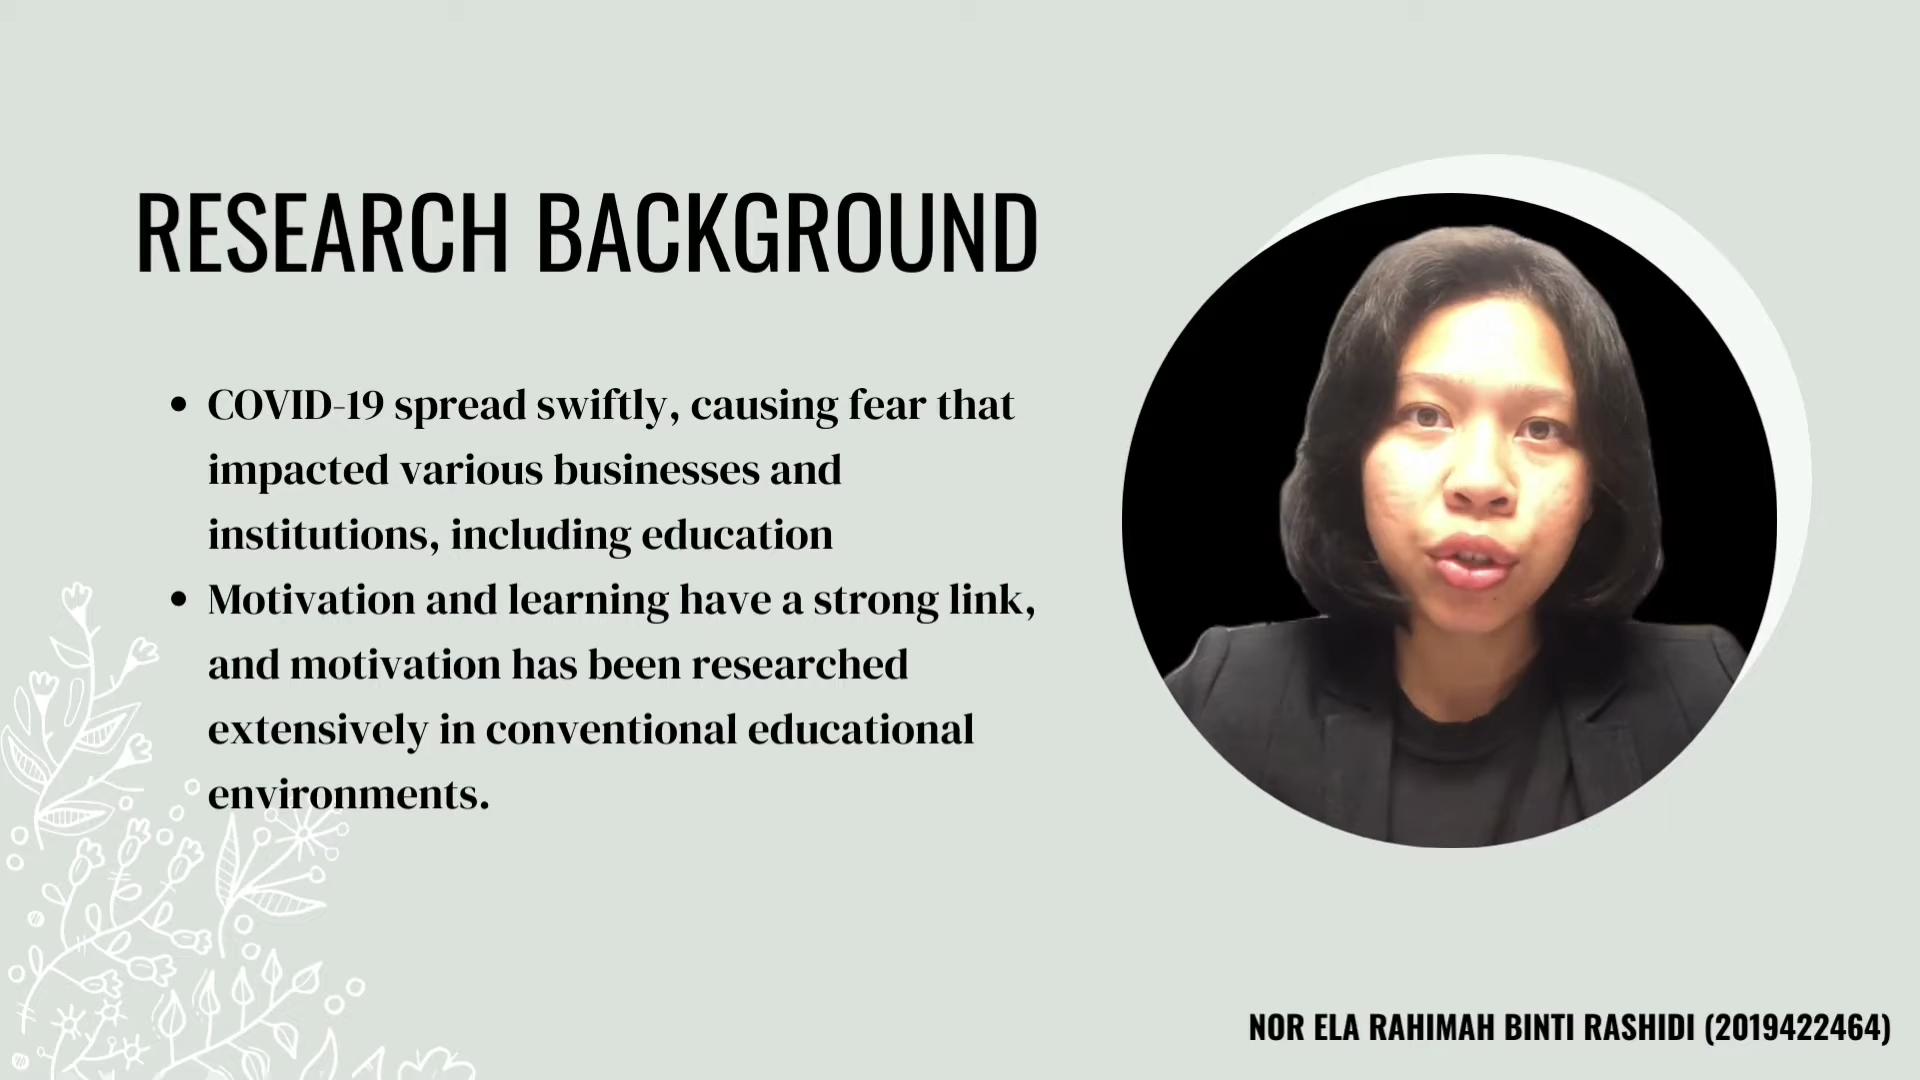 RESEARCH BACKGROUND
• COVID-19 spread swiftly, causing fear that
impacted various businesses and
institutions, including education
• Motivation and learning have a strong link,
and motivation has been researched
extensively in conventional educational
environments.
NOR ELA RAHIMAH BINTI RASHIDI (2019422464)